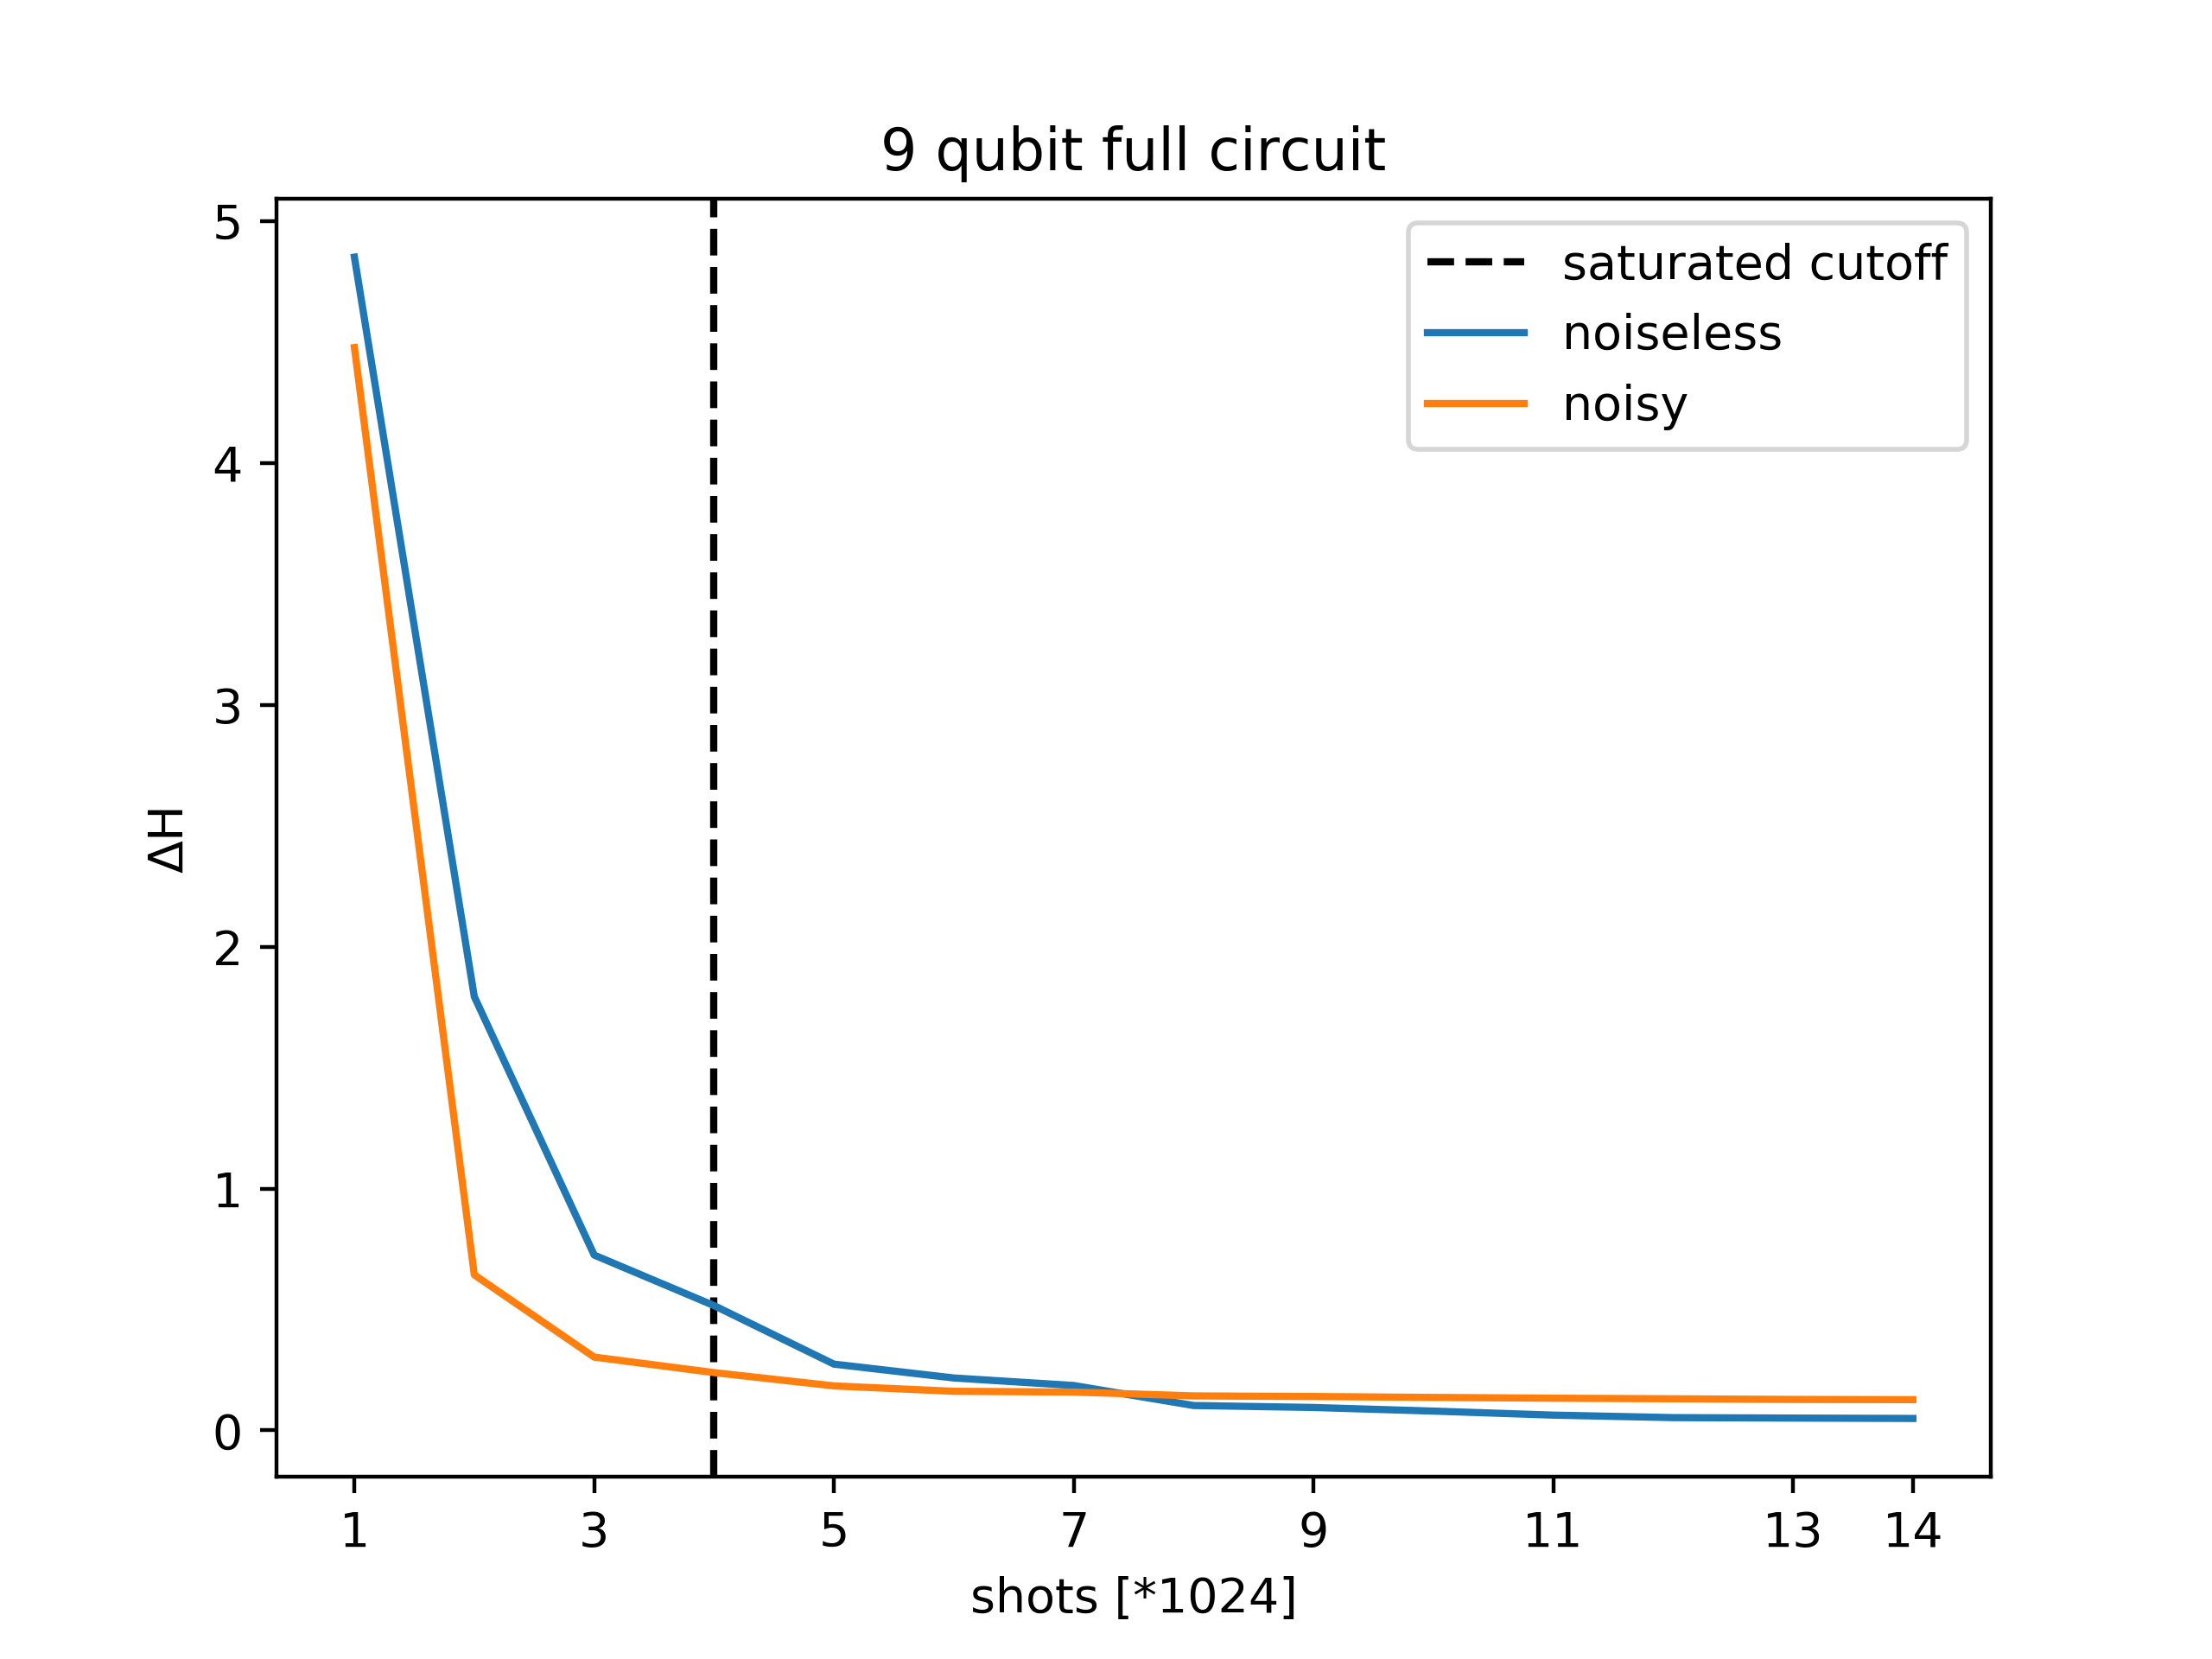 9 qubit full circuit
5
4
3
2
1
0
ΔH
saturated cutoff
noiseless
noisy
1 3 5 7 9 11 13 14
shots [*1024]